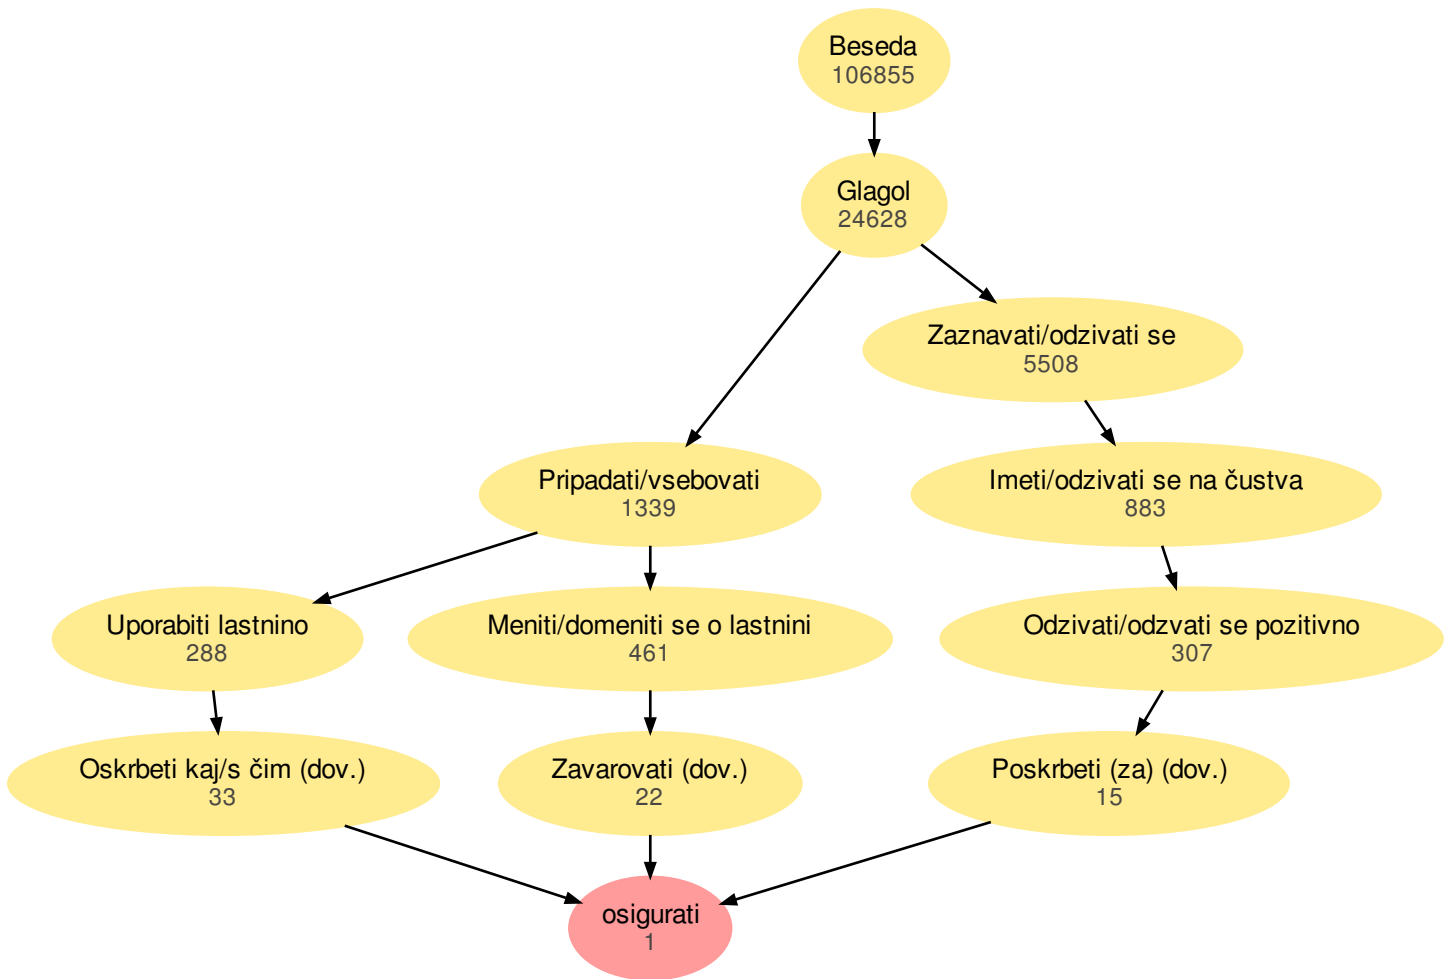 Beseda
106855
Glagol
24628
Zaznavati/odzivati se
5508
Pripadati/vsebovati
1339
Imeti/odzivati se na čustva
883
Uporabiti lastnino
288
Meniti/domeniti se o lastnini
461
Odzivati/odzvati se pozitivno
307
Oskrbeti kaj/s čim (dov.)
33
Zavarovati (dov.)
22
Poskrbeti (za) (dov.)
15
osigurati
1